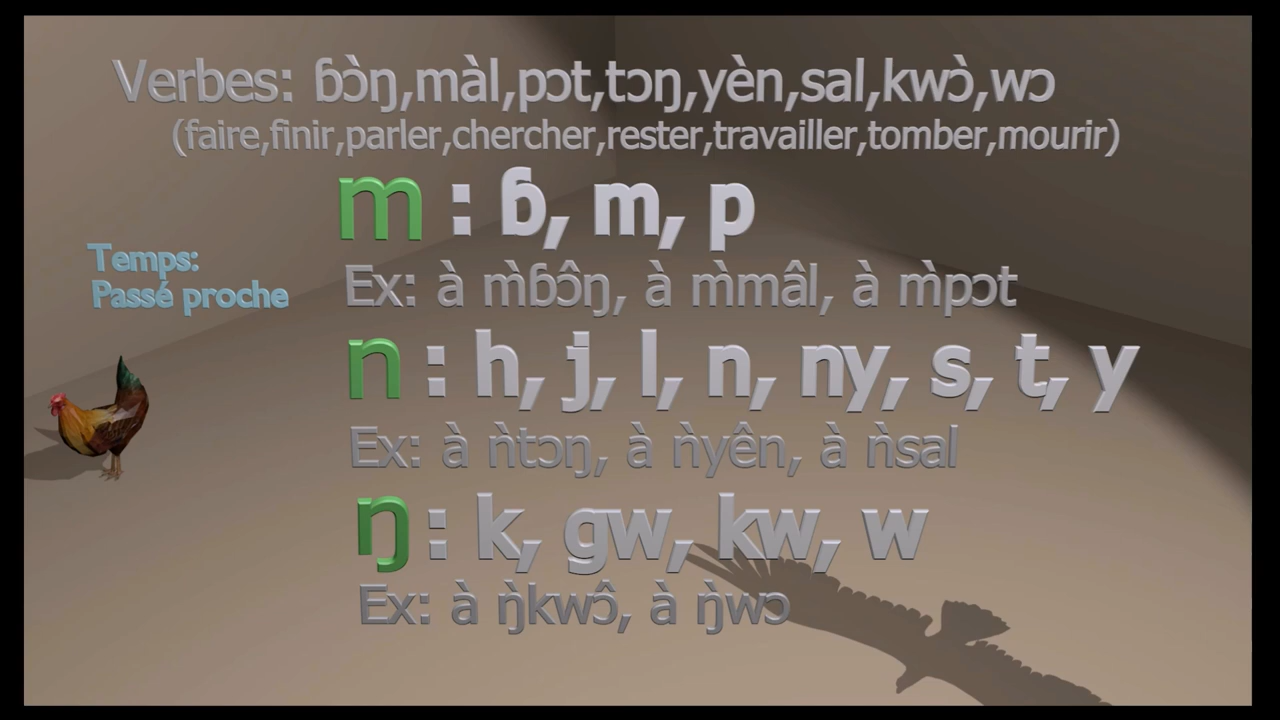 Verbes: ɓɔ̀ŋ,màl,pɔt,tɔŋ,yèn,sal,kwɔ̀,wɔ
(faire,finir,parler,chercher,rester,travailler,tomber,mourir)
m : ɓ, m, p
Temps:
Passé proche
Ex: à m̀ɓɔ̂ŋ, à m̀mâl, à m̀pɔt
n : h, j, l, n, ny, s, t, y
Ex: à ǹtɔŋ, à ǹyên, à ǹsal
ŋ : k, gw, kw, w
Ex: à ŋ̀kwɔ̂, à ŋ̀wɔ